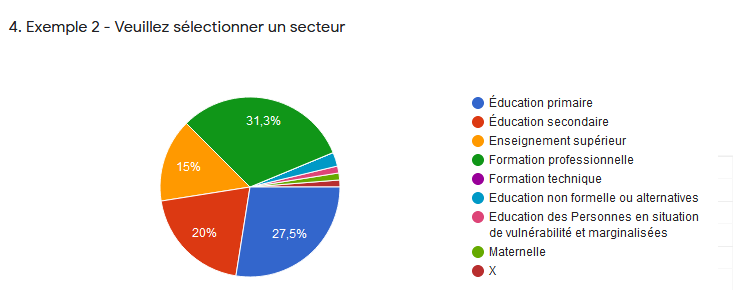 4. Exemple 2 - Veuillez sélectionner un secteur
31,3%
15%
20%
27,5%
Éducation primaire
Éducation secondaire
Enseignement supérieur
Formation professionnelle
Formation technique
Education non formelle ou alternatives
Education des Personnes en situation
de vulnérabilité et marginalisées
Maternelle
X